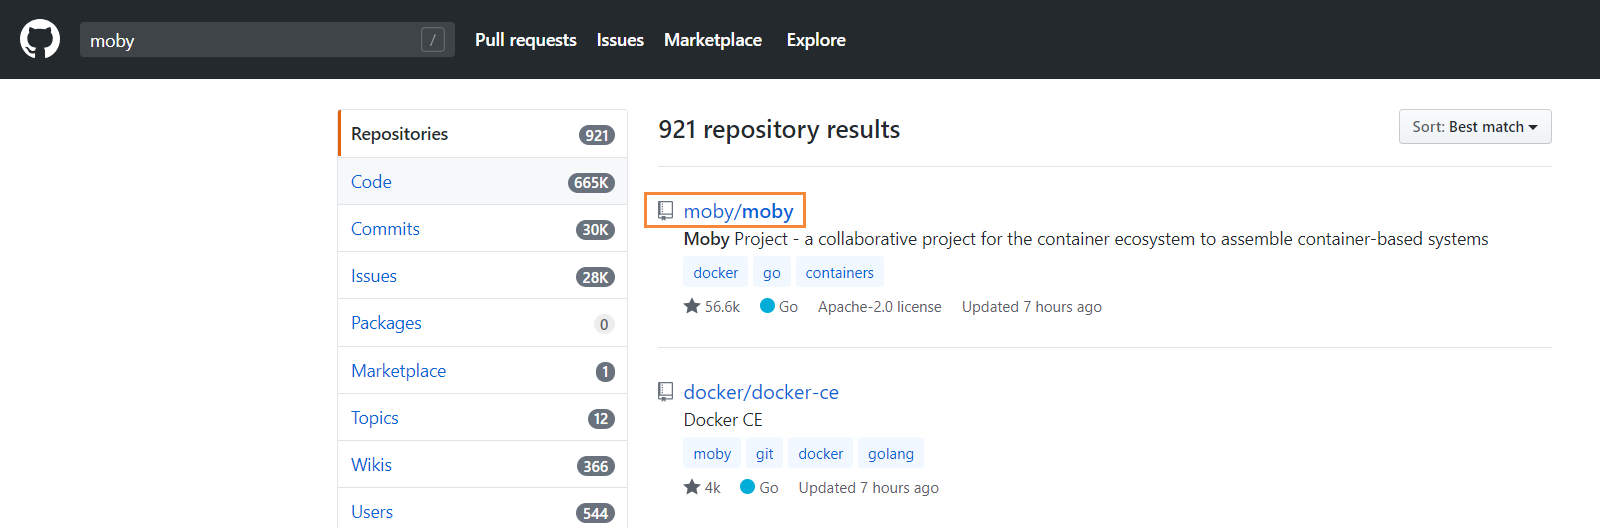 moby /
Pull requests Issues Marketplace Explore
Repositories 921
Code 665K
Commits 30K
Issues 28K
Packages 0
Marketplace 1
Topics 12
Wikis 366
Users 544
921 repository results
Sort: Best match
moby/moby
Moby Project - a collaborative project for the container ecosystem to assemble container-based systems
docker go containers
56.6k Go Apache-2.0 license Updated 7 hours ago
docker/docker-ce
Docker CE
moby git docker golang
4k Go Updated 7 hours ago